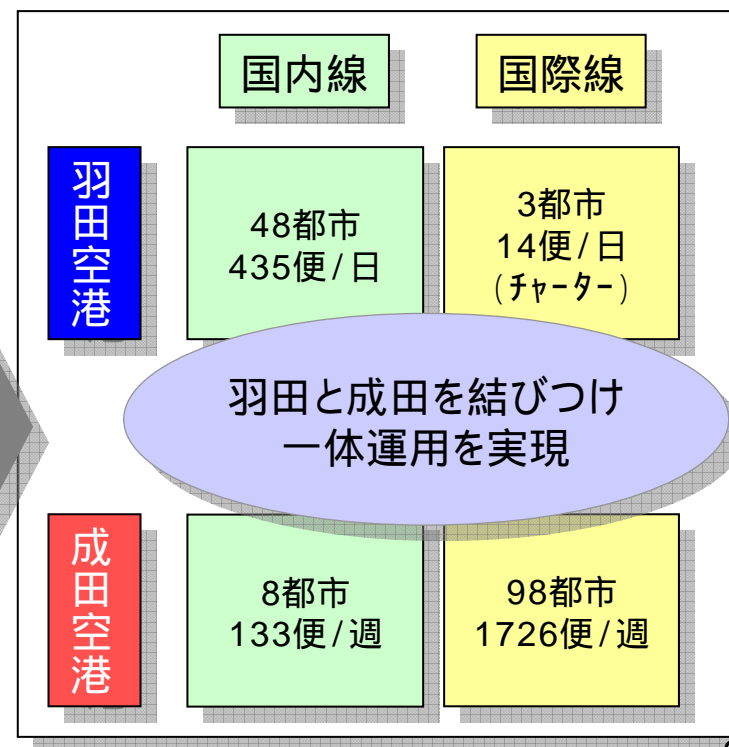 国内線
国際線
羽田空港
48都市
435便/日
3都市
14便/日
(チャーター)
羽田と成田を結びつけ
一体運用を実現
成田空港
8都市
133便/週
98都市
1726便/週